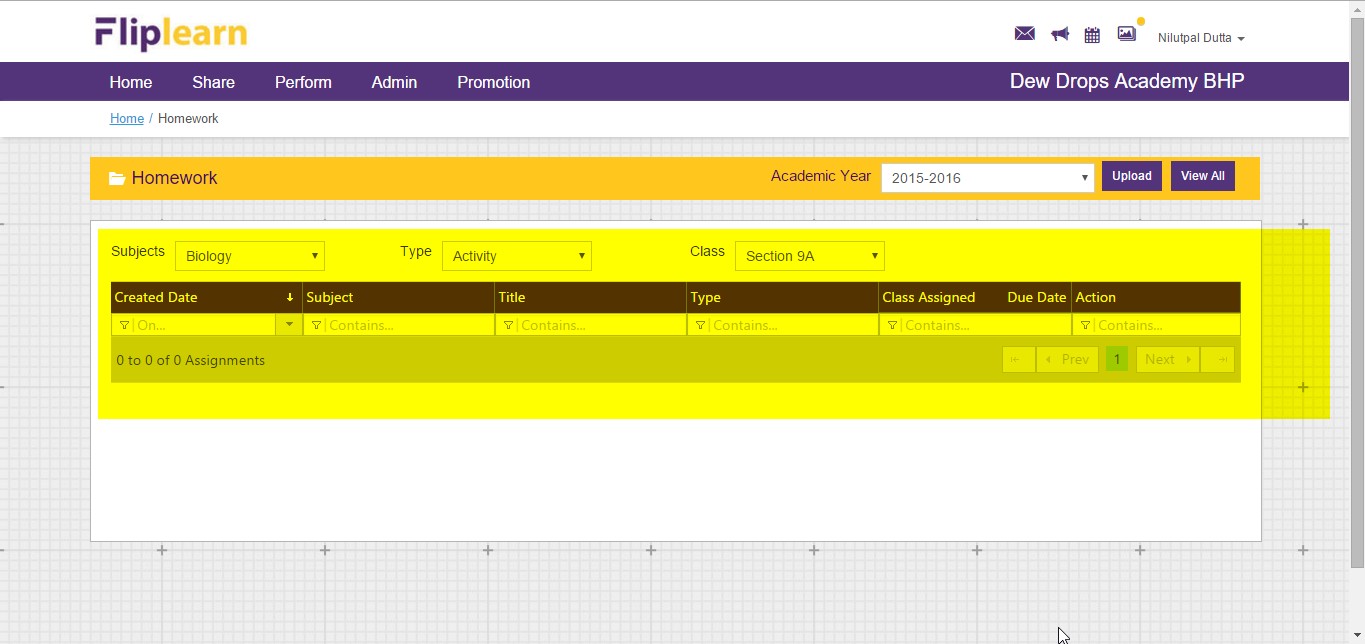 Fliplearn
Nilutpal Dutta
Home Share Perform Admin Promotion Dew Drops Academy BHP
Home / Homework
Homework Academic Year 2015-2016 Upload View All
Subjects Biology Type Activity Class Section 9A
Created Date Subject Title Type Class Assigned Due Date Action
On... Contains... Contains... Contains... Contains... Contains...
0 to 0 of 0 Assignments Prev 1 Next